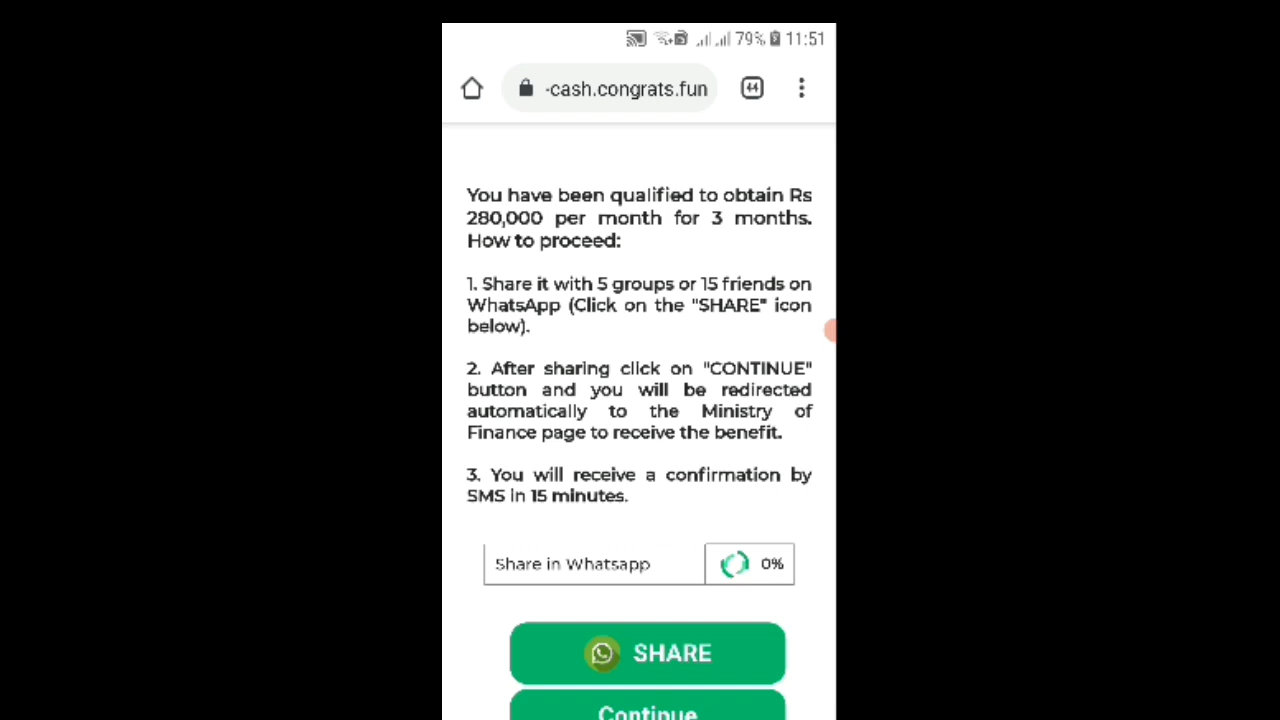 79% 11:51
-cash.congrats.fun 44
You have been qualified to obtain Rs
280,000 per month for 3 months.
How to proceed:
1. Share it with 5 groups or 15 friends on
WhatsApp (Click on the "SHARE" icon
below).
2. After sharing click on "CONTINUE"
button and you will be redirected
automatically to the Ministry of
Finance page to receive the benefit.
3. You will receive a confirmation by
SMS in 15 minutes.
Share in Whatsapp 0%
SHARE
Continue